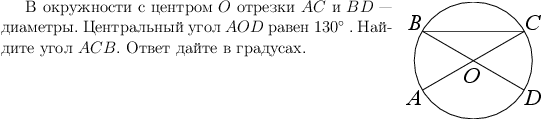 В окружности с центром O отрезки AC и BD —
диаметры. Центральный угол AOD равен 130° . Най-
дите угол ACB. Ответ дайте в градусах.
B C
O
A D